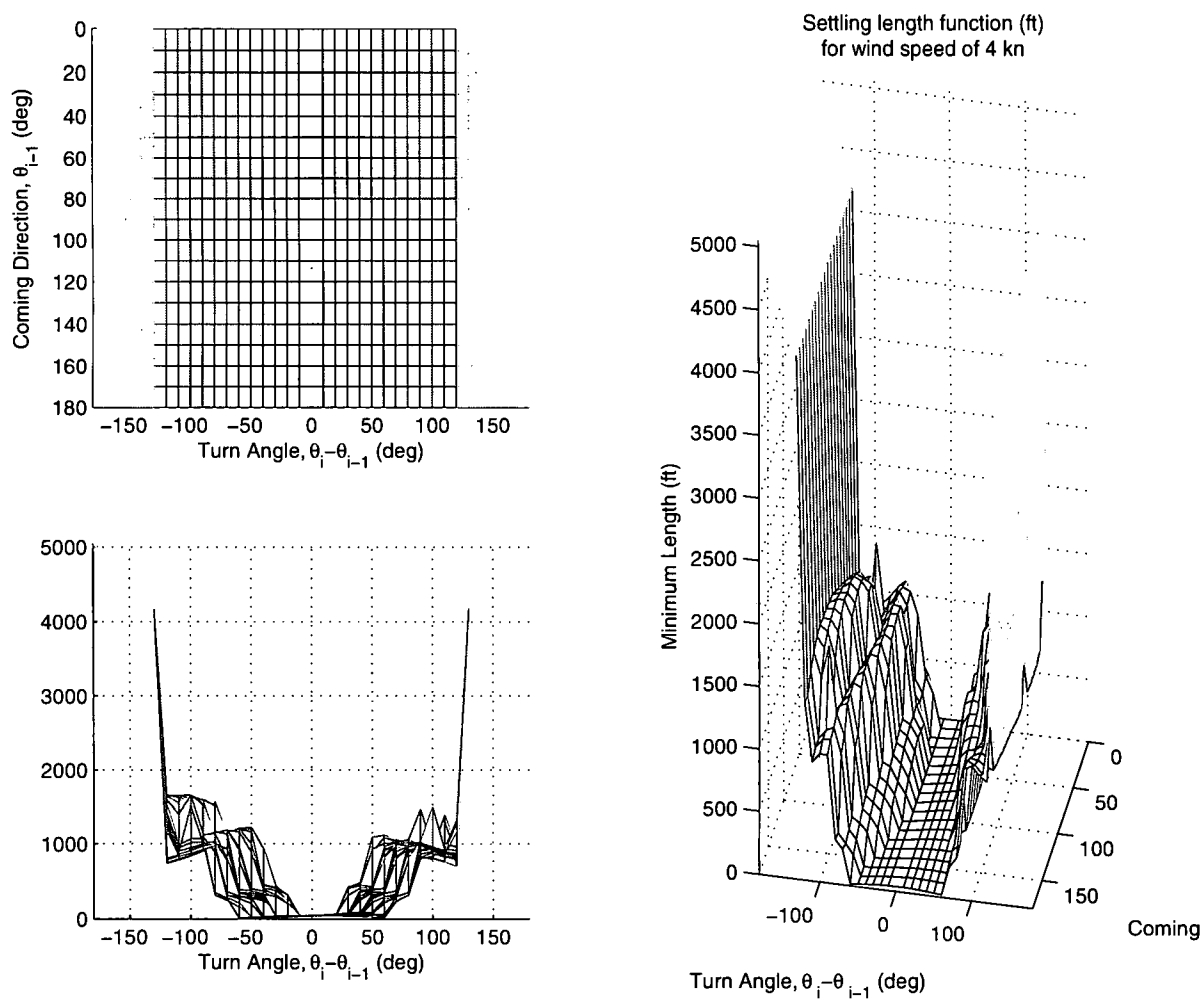 0
20
40
60
80
100
120
140
160
180
Coming Direction, θi−1 (deg)
−150 −100 −50 0 50 100 150
Turn Angle, θi−θi−1 (deg)
5000
4000
3000
2000
1000
0
−150 −100 −50 0 50 100 150
Turn Angle, θi−θi−1 (deg)
Settling length function (ft)
for wind speed of 4 kn
5000
4500
4000
3500
3000
2500
2000
1500
1000
500
0
Minimum Length (ft)
−100 0 100
0
50
100
150
Coming
Turn Angle, θi−θi−1 (deg)